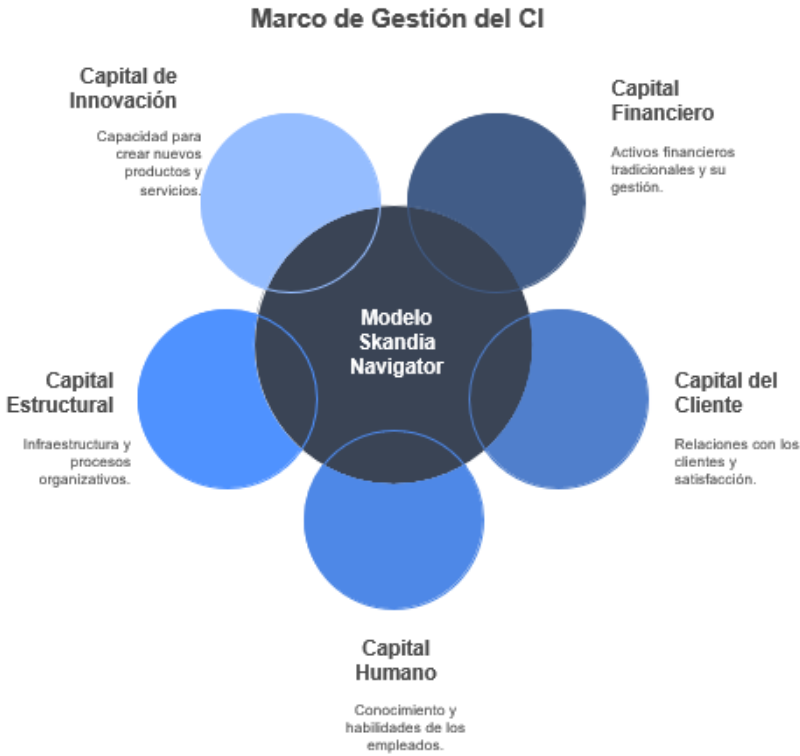 Marco de Gestión del CI
Capital de
Innovación
Capacidad para
crear nuevos
productos y
servicios.
Capital
Financiero
Activos financieros
tradicionales y su
gestión.
Modelo
Skandia
Navigator
Capital
Estructural
Infraestructura y
procesos
organizativos.
Capital del
Cliente
Relaciones con los
clientes y
satisfacción.
Capital
Humano
Conocimiento y
habilidades de los
empleados.